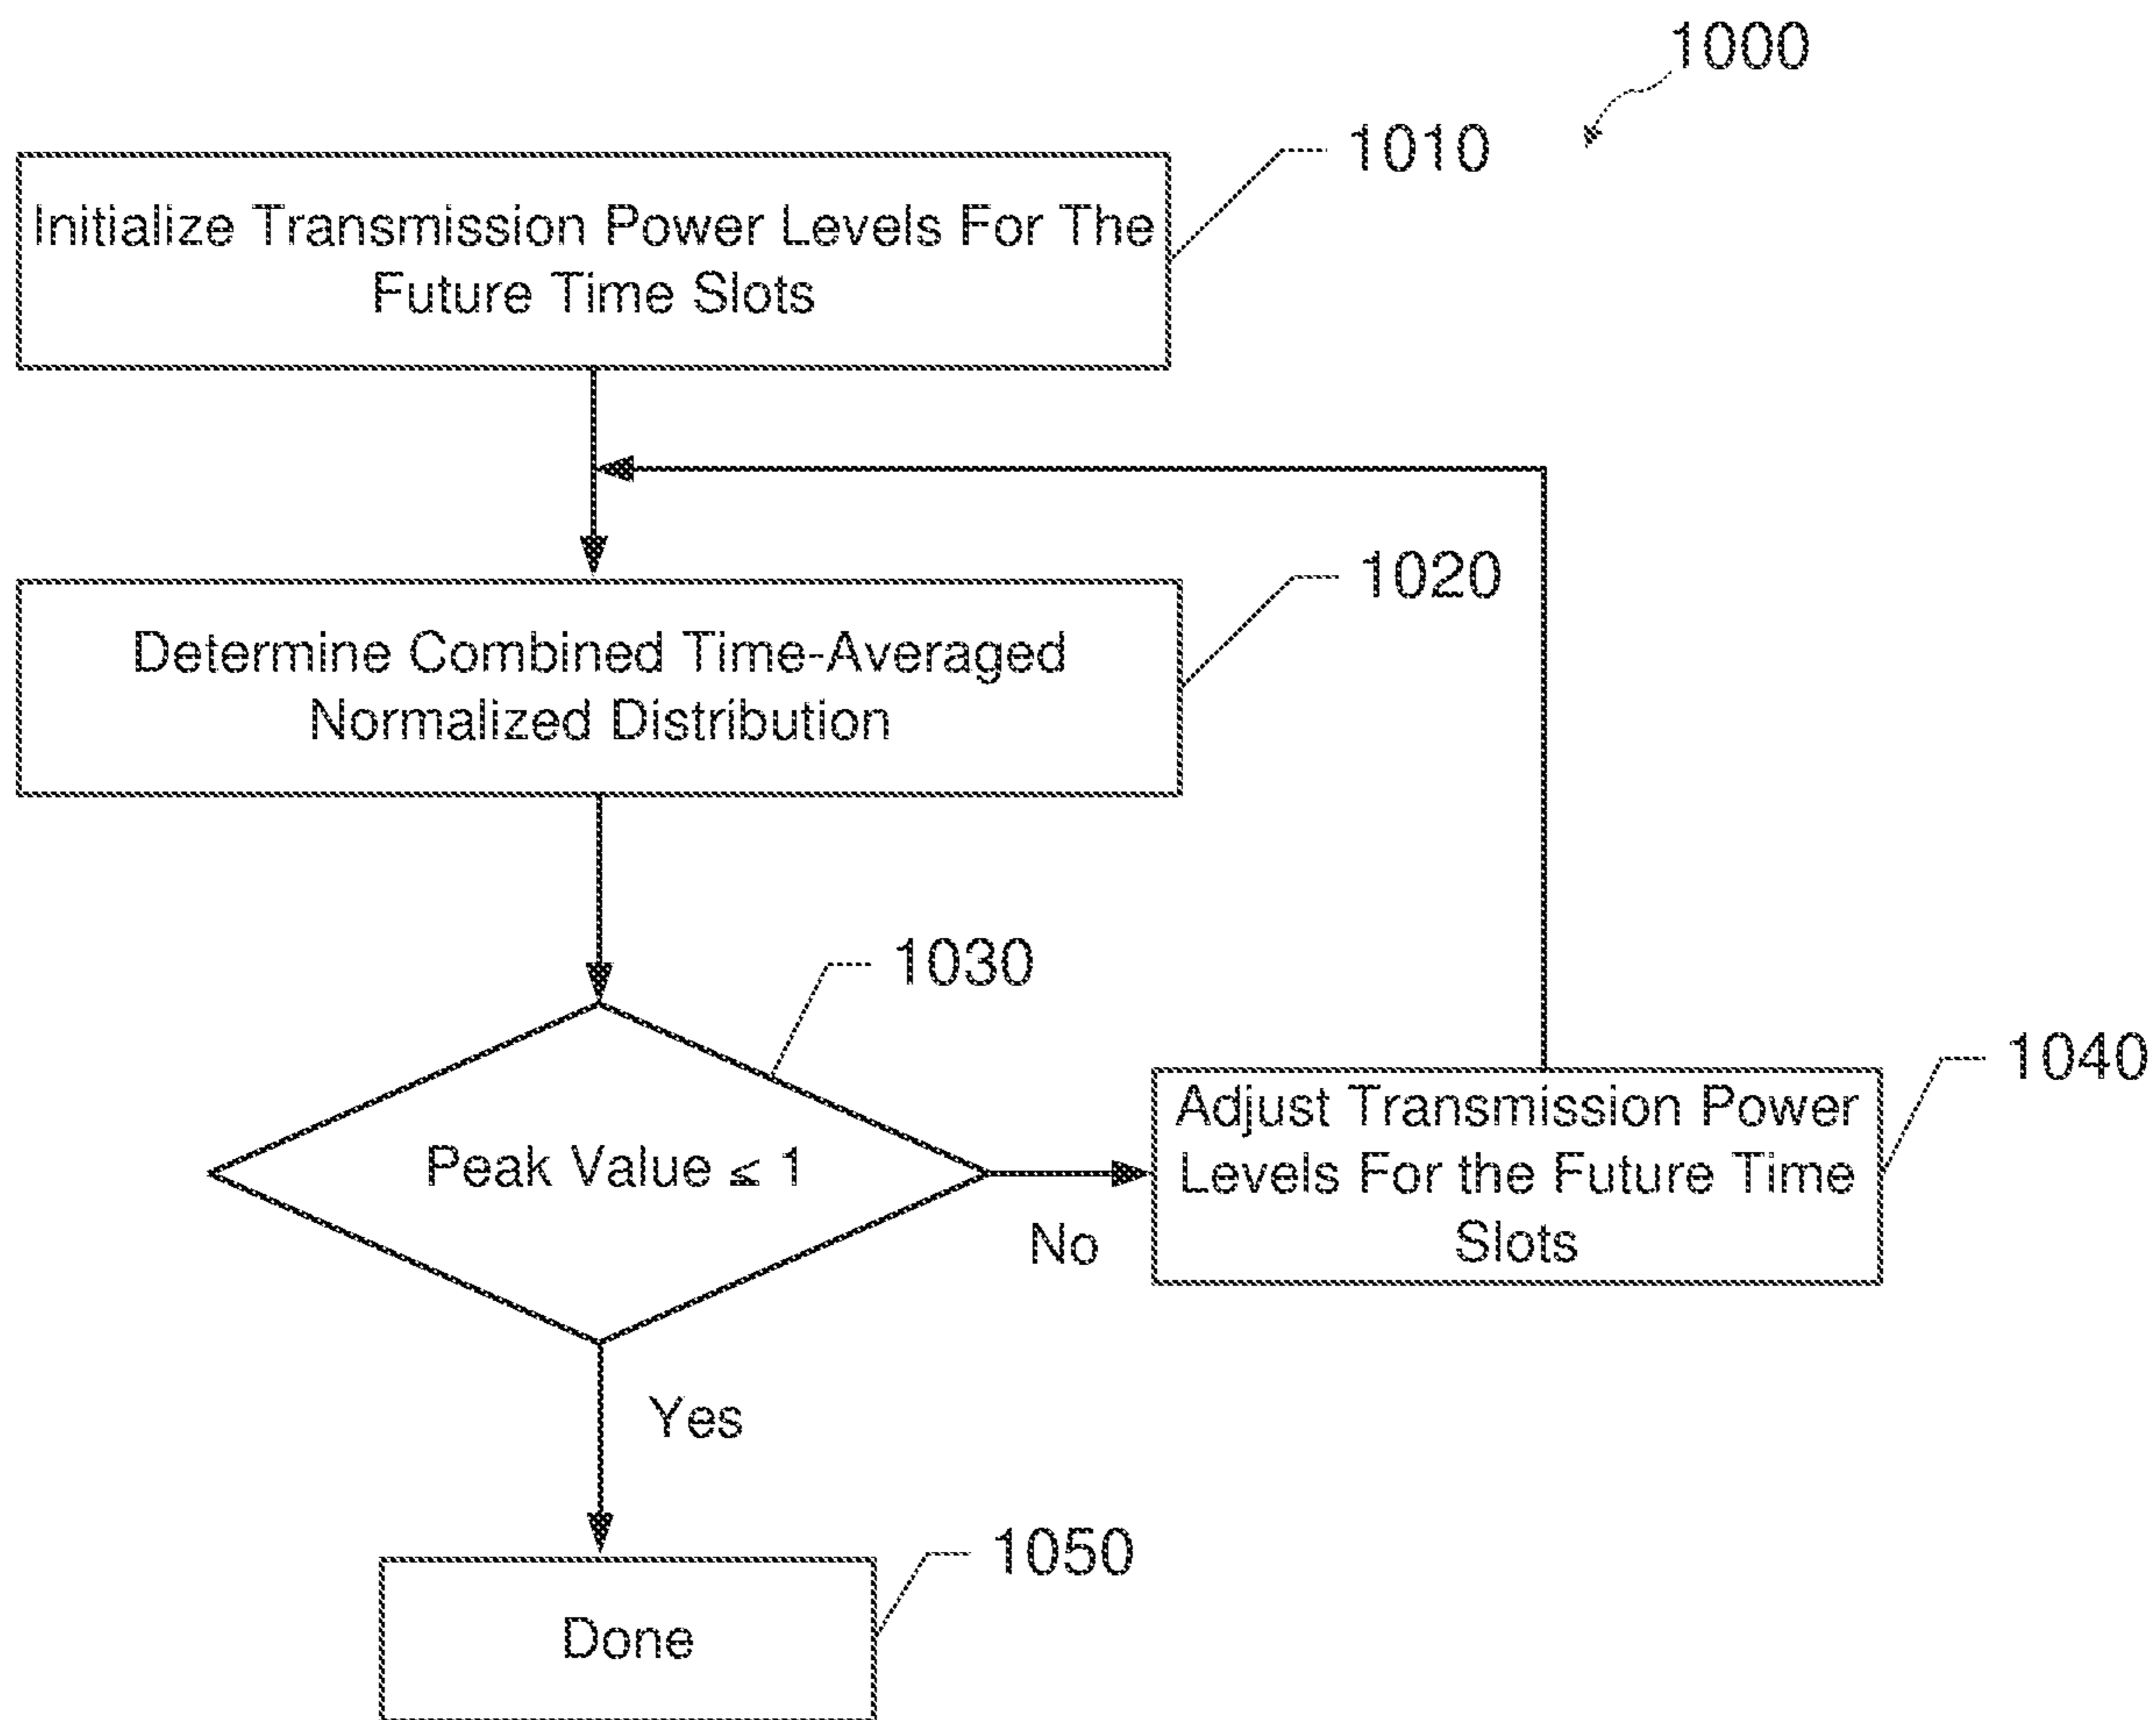 1000
1010
Initialize Transmission Power Levels For The
Future Time Slots
1020
Determine Combined Time-Averaged
Normalized Distribution
1030
Peak Value ≤ 1
1040
Adjust Transmission Power
Levels For the Future Time
Slots
No
Yes
1050
Done